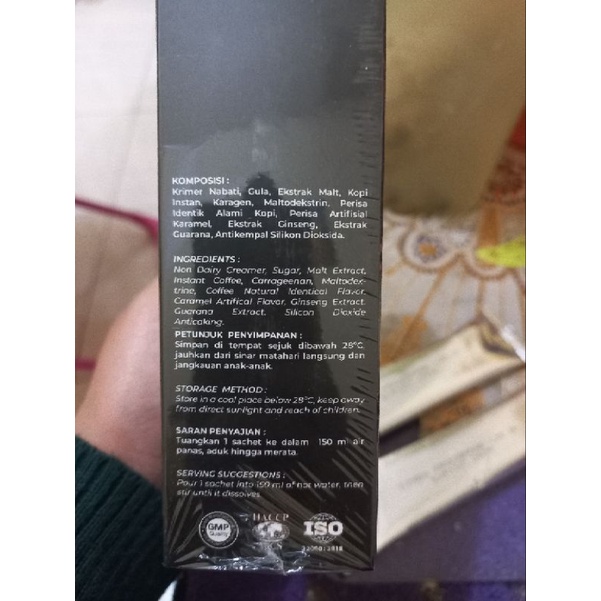 KOMPOSISI :
Krimer Nabati, Gula, Ekstrak Malt, Kopi
Instan, Karagen, Maltodekstrin, Perisa
Identik Alami Kopi, Perisa Artifisial
Karamel, Ekstrak Ginseng, Ekstrak
Guarana, Antikempal Silikon Dioksida.
INGREDIENTS :
Non Dairy Creamer, Sugar, Malt Extract,
Instant Coffee, Carrageenan, Maltodex-
trine, Coffee Natural Identical Flavor,
Caramel Artifical Flavor, Ginseng Extract,
Guarana Extract, Silicon Dioxide
Anticaking.
PETUNJUK PENYIMPANAN :
Simpan di tempat sejuk dibawah 28°C,
jauhkan dari sinar matahari langsung dan
jangkauan anak-anak.
STORAGE METHOD :
Store in a cool place below 28°C, keep away
from direct sunlight and reach of children.
SARAN PENYAJIAN :
Tuangkan 1 sachet ke dalam 150 ml air
panas, aduk hingga merata.
SERVING SUGGESTIONS :
Pour 1 sachet into 150 ml of hot water, then
stir until it dissolves
GMP
Quality
HACCP
ISO